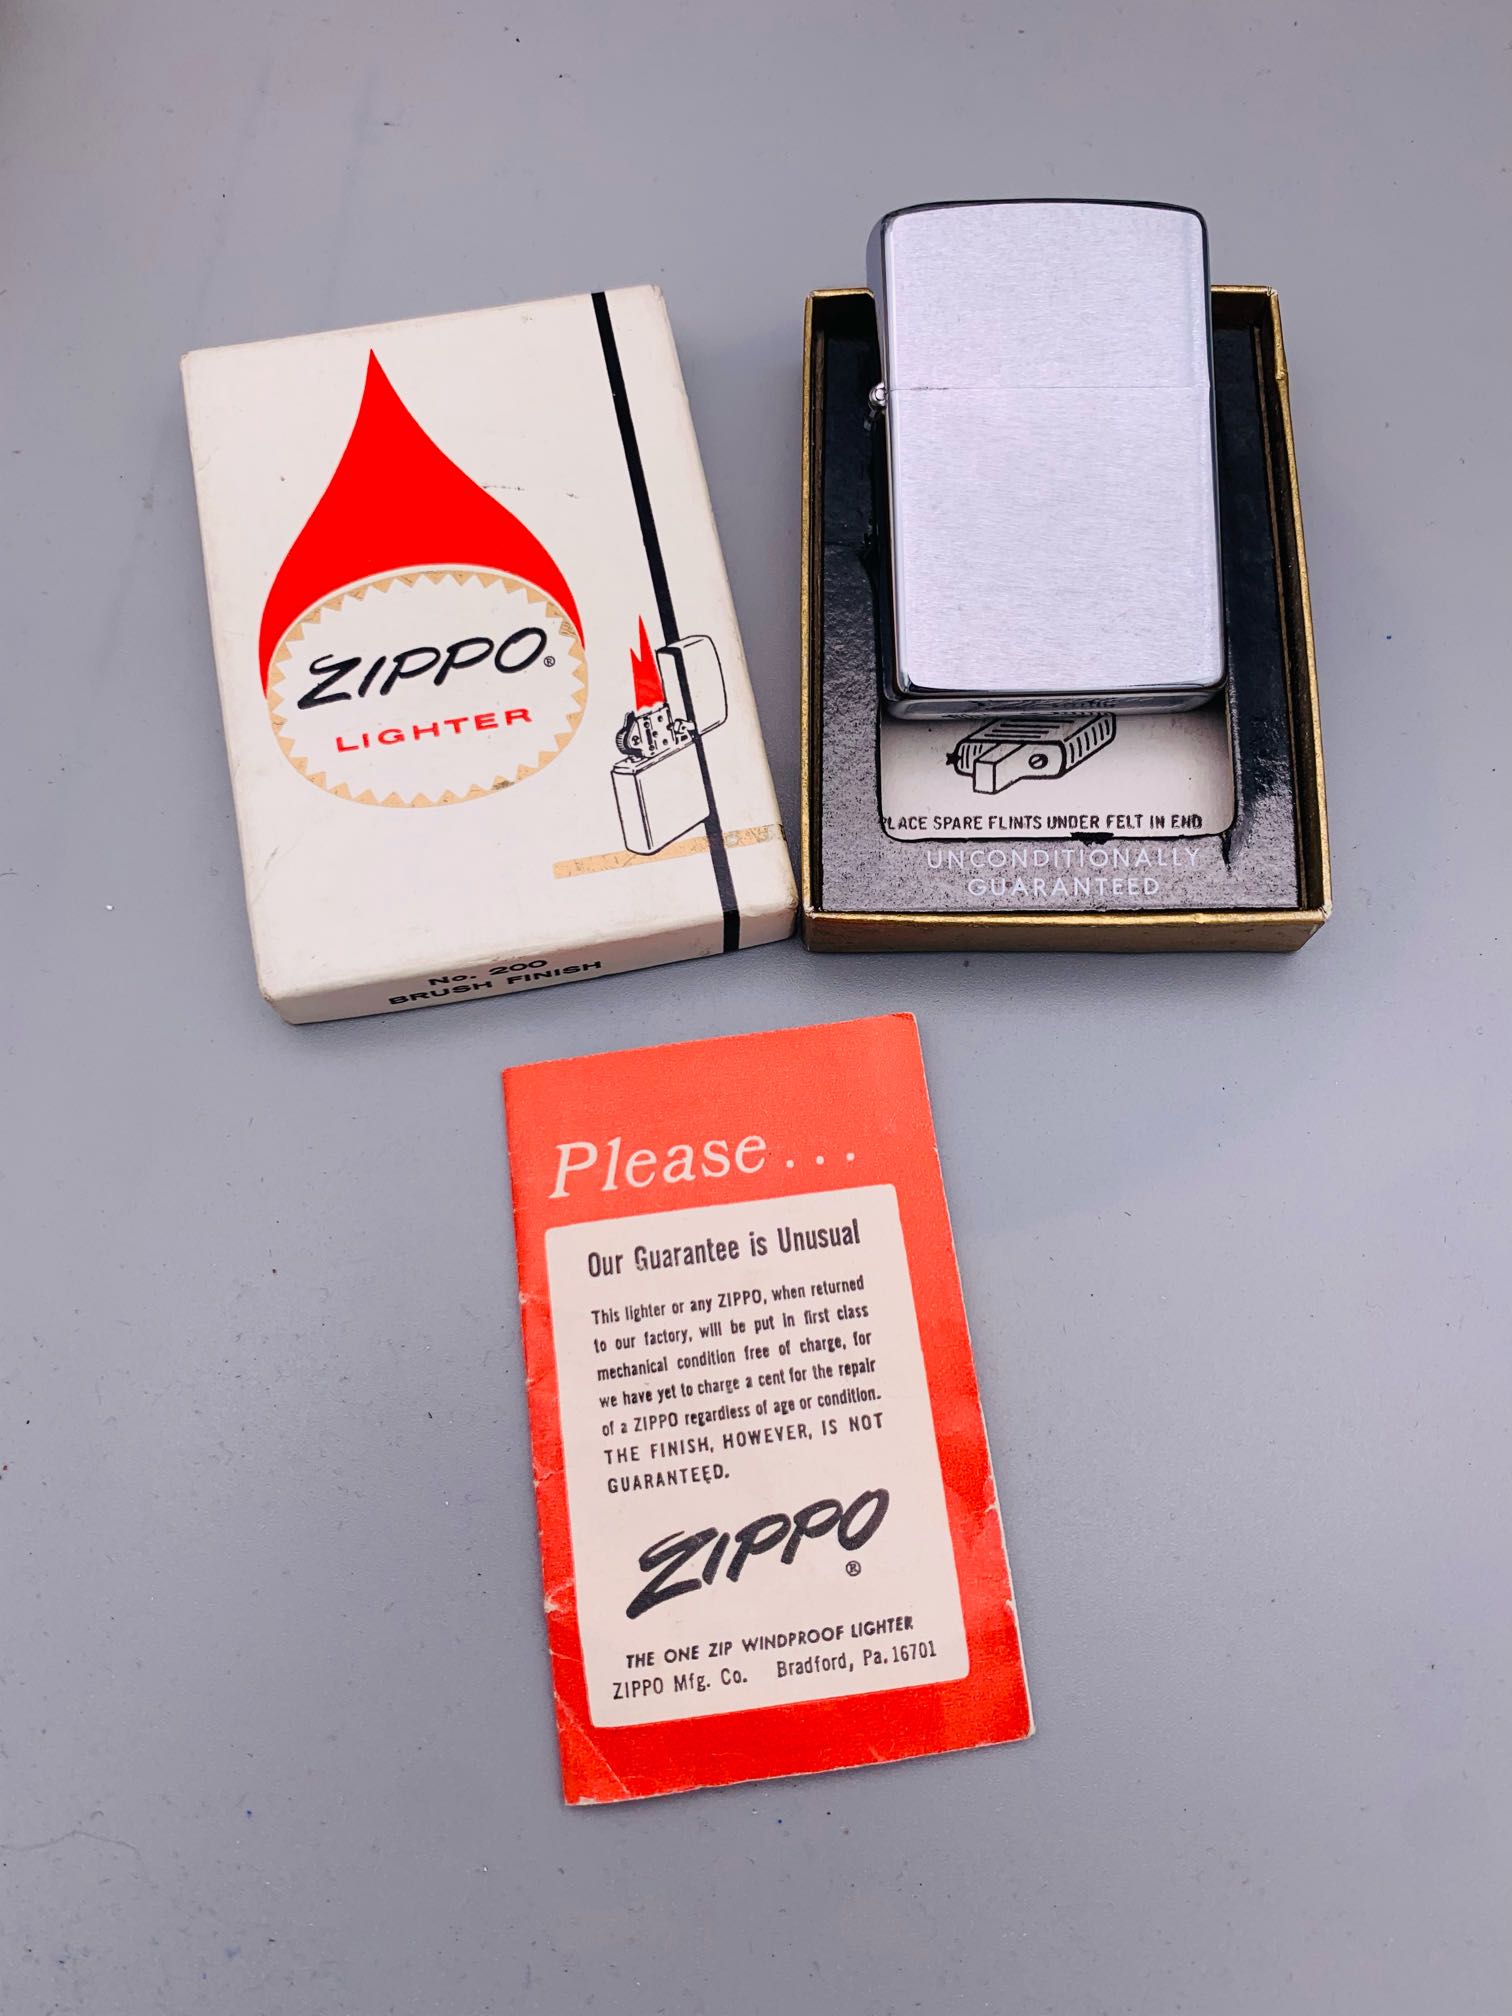 ZIPPO®
LIGHTER
No. 200
BRUSH FINISH
PLACE SPARE FLINTS UNDER FELT IN END
UNCONDITIONALLY
GUARANTEED
Please...
Our Guarantee is Unusual
This lighter or any ZIPPO, when returned
to our factory, will be put in first class
mechanical condition free of charge, for
we have yet to charge a cent for the repair
of a ZIPPO regardless of age or condition.
THE FINISH, HOWEVER, IS NOT
GUARANTEED.
ZIPPO
®
THE ONE ZIP WINDPROOF LIGHTER
ZIPPO Mfg. Co. Bradford, Pa. 16701